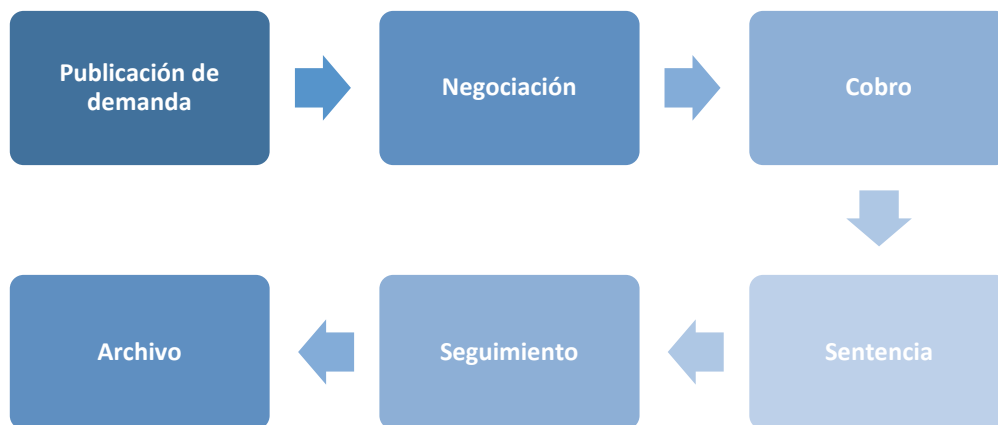 Publicación de
demanda
Negociación
Cobro
Sentencia
Seguimiento
Archivo